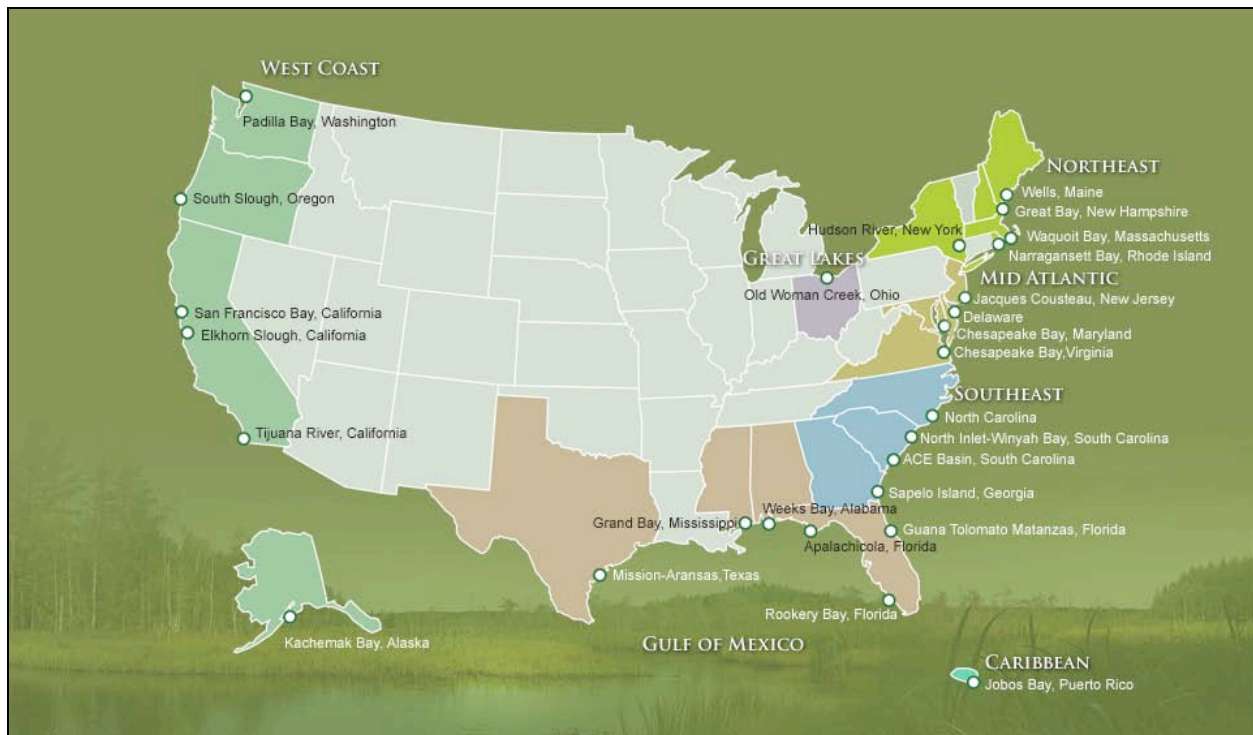 WEST COAST
Padilla Bay, Washington
South Slough, Oregon
San Francisco Bay, California
Elkhorn Slough, California
Tijuana River, California
Kachemak Bay, Alaska
GREAT LAKES
Old Woman Creek, Ohio
NORTHEAST
Wells, Maine
Great Bay, New Hampshire
Hudson River, New York
Waquoit Bay, Massachusetts
Narragansett Bay, Rhode Island
MID ATLANTIC
Jacques Cousteau, New Jersey
Delaware
Chesapeake Bay, Maryland
Chesapeake Bay,Virginia
SOUTHEAST
North Carolina
North Inlet-Winyah Bay, South Carolina
ACE Basin, South Carolina
Sapelo Island, Georgia
Guana Tolomato Matanzas, Florida
Weeks Bay, Alabama
Grand Bay, Mississippi
Apalachicola, Florida
Mission-Aransas,Texas
Rookery Bay, Florida
GULF OF MEXICO
CARIBBEAN
Jobos Bay, Puerto Rico